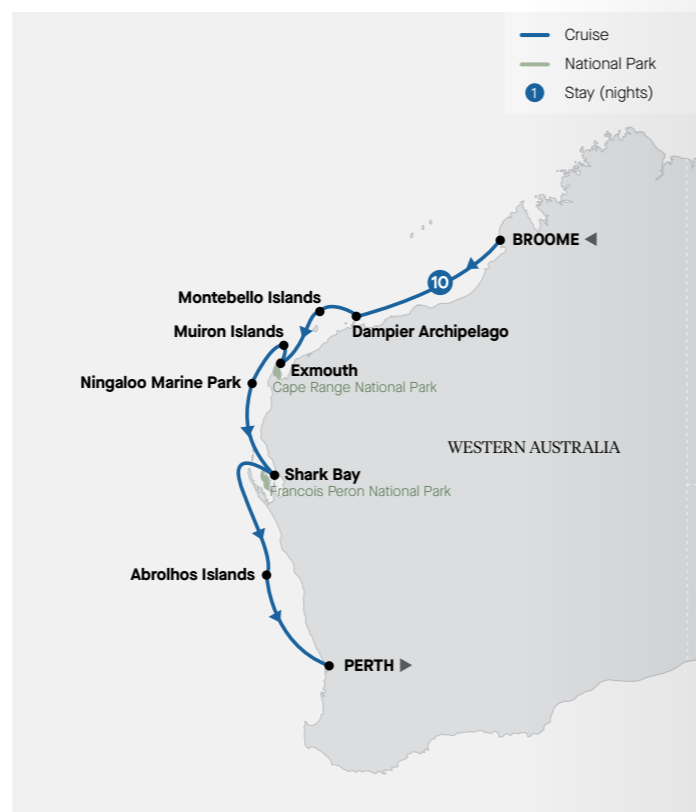 Cruise
National Park
1 Stay (nights)
BROOME
10
Montebello Islands
Dampier Archipelago
Muiron Islands
Exmouth
Ningaloo Marine Park
Cape Range National Park
WESTERN AUSTRALIA
Shark Bay
Francois Peron National Park
Abrolhos Islands
PERTH